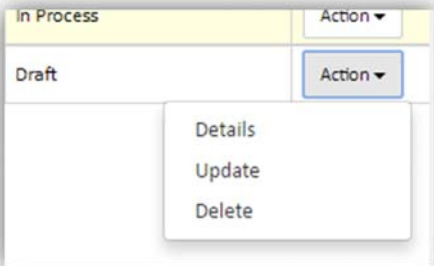 In Process Action
Draft Action
Details
Update
Delete